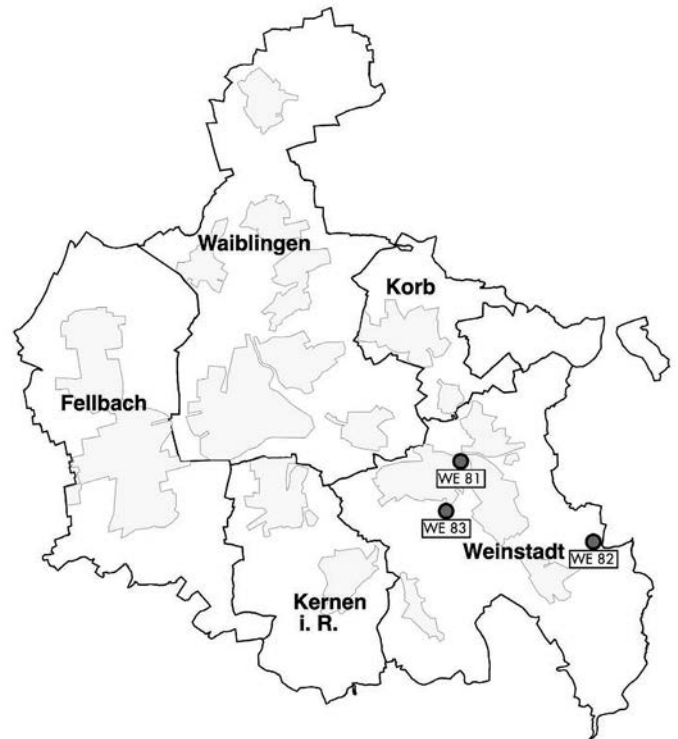 Waiblingen
Korb
Fellbach
WE 81
WE 83
Weinstadt
WE 82
Kernen
i. R.